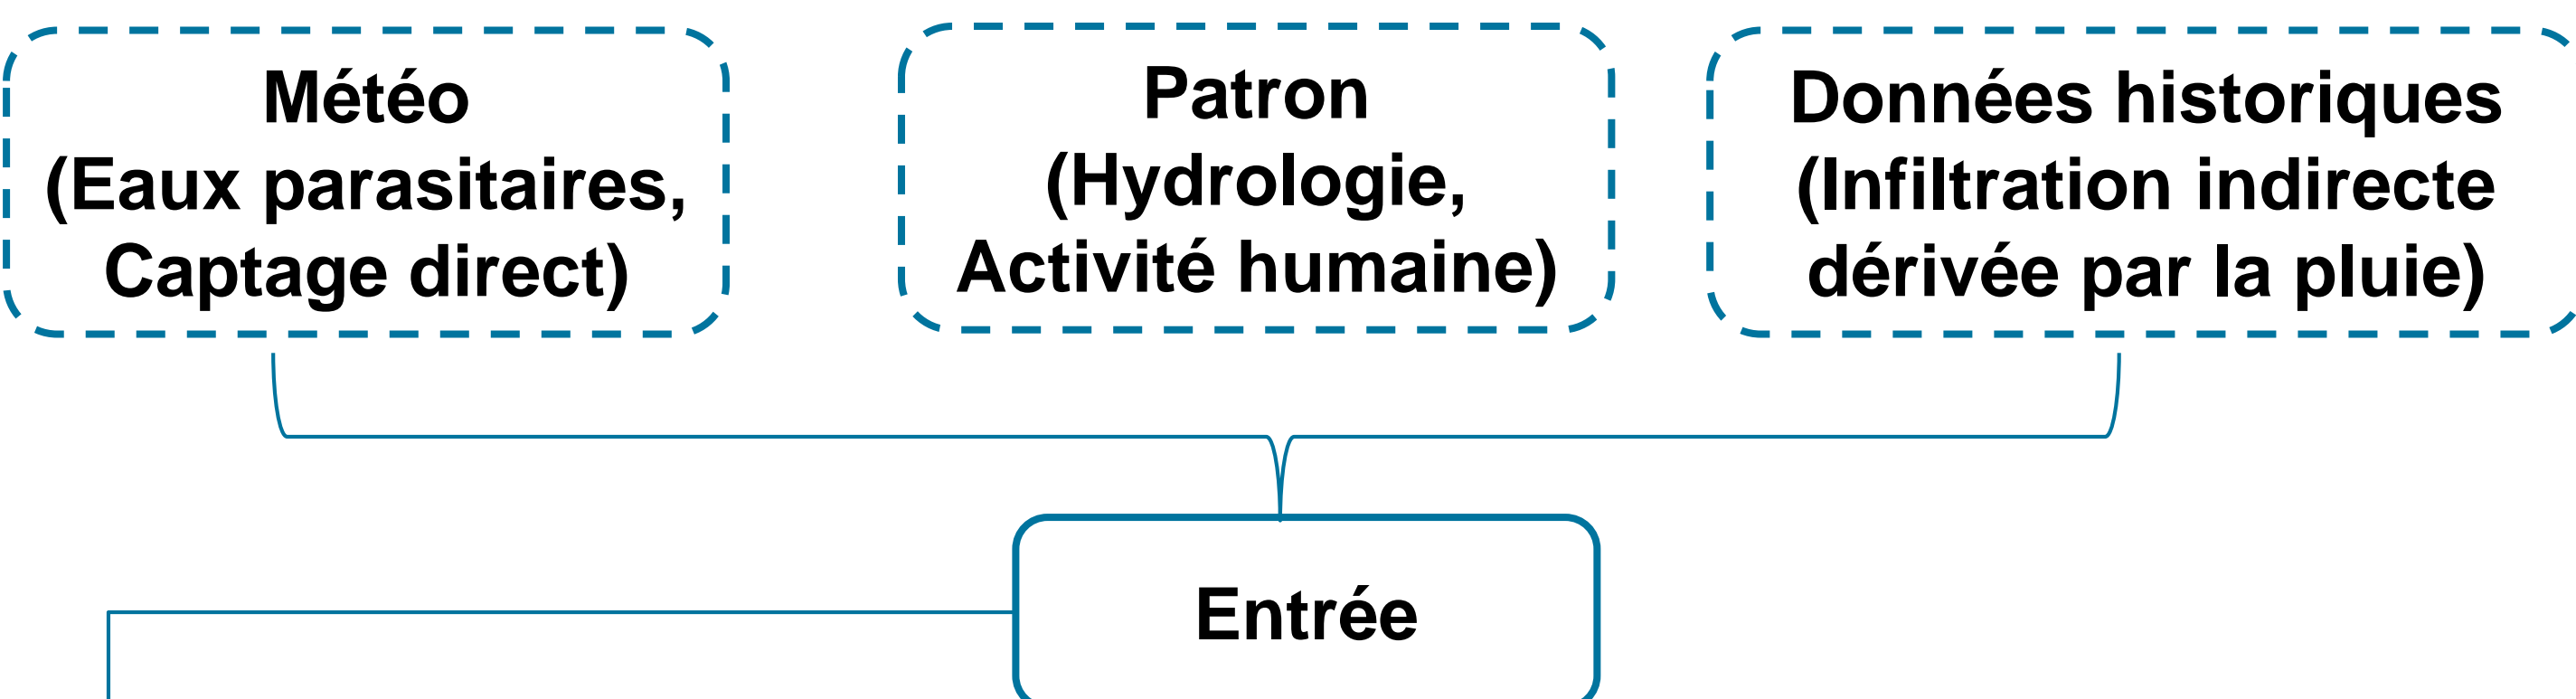 Météo
(Eaux parasitaires,
Captage direct)
Patron
(Hydrologie,
Activité humaine)
Données historiques
(Infiltration indirecte
dérivée par la pluie)
Entrée